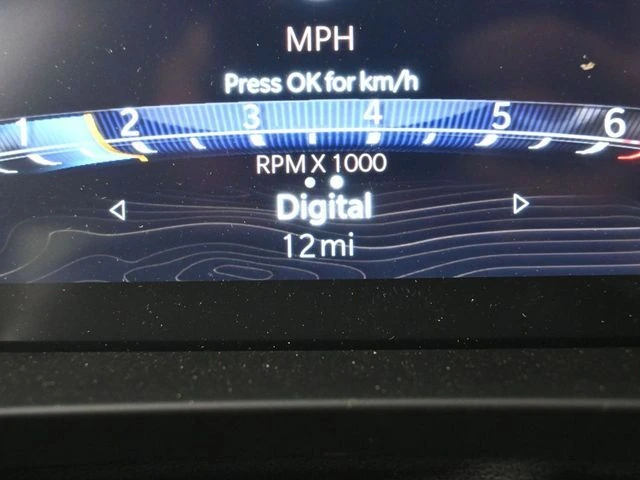 MPH
Press OK for km/h
1 2 3 4 5 6
RPM X 1000
Digital
12 mi